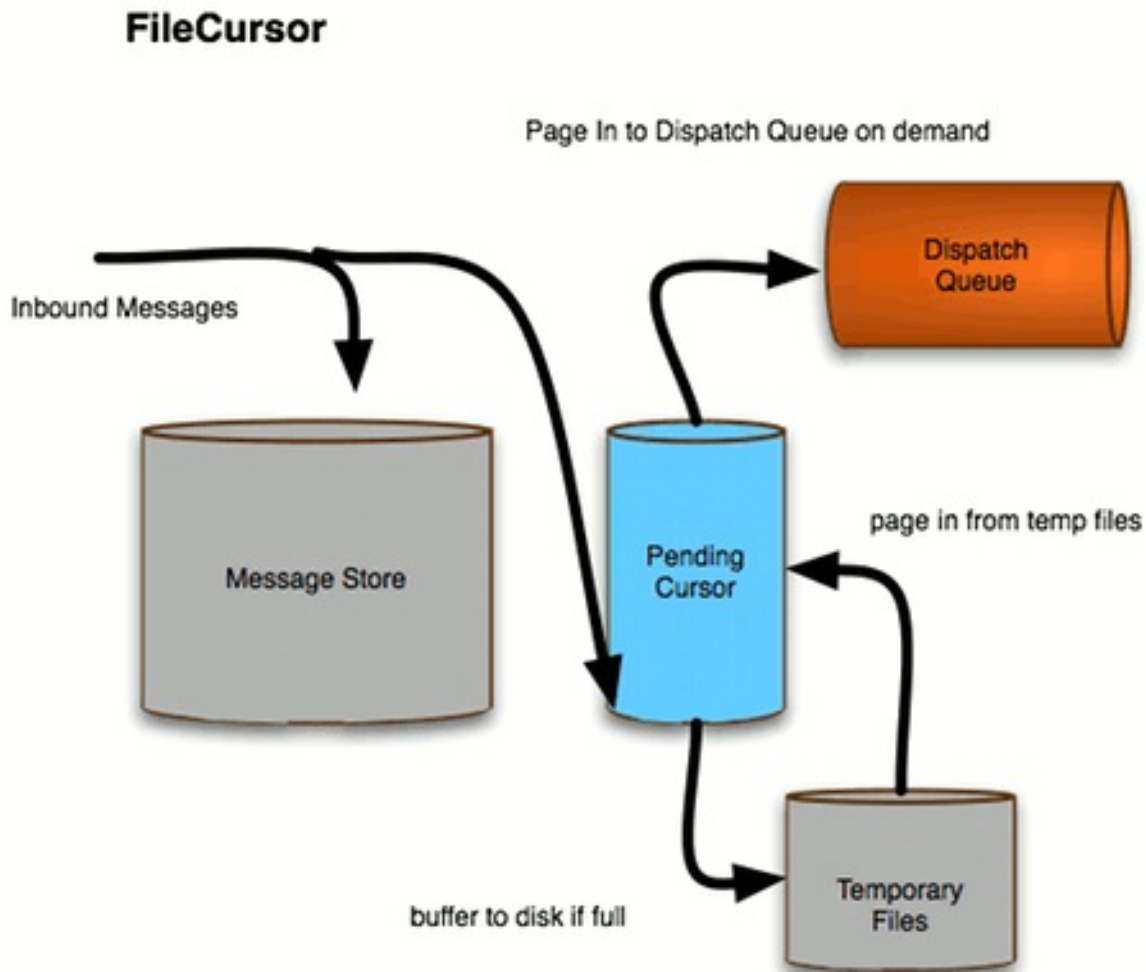 FileCursor
Page In to Dispatch Queue on demand
Dispatch
Queue
Inbound Messages
page in from temp files
Message Store
Pending
Cursor
buffer to disk if full
Temporary
Files